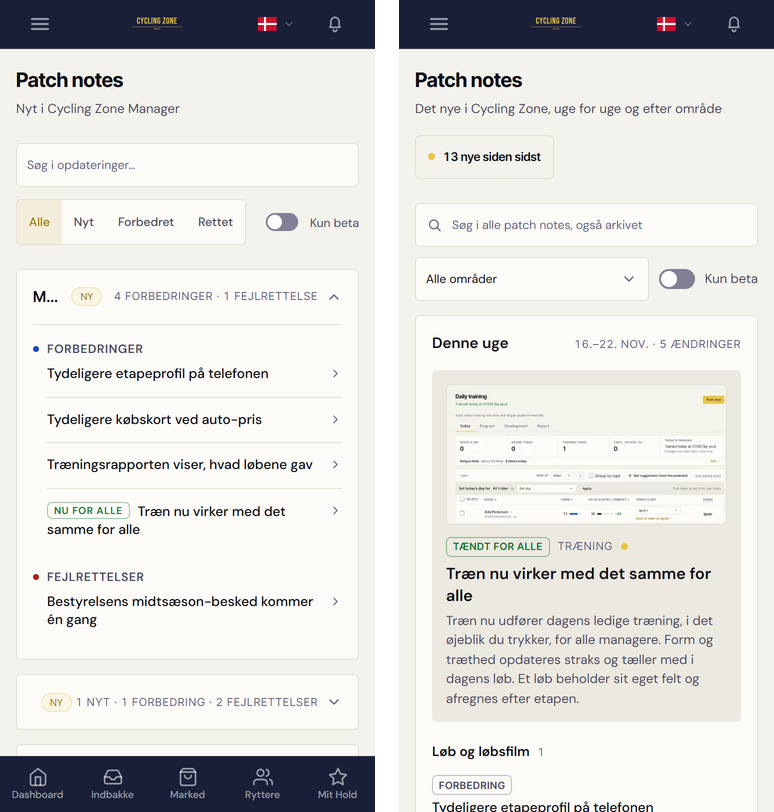 CYCLING ZONE
Patch notes
Nyt i Cycling Zone Manager
Søg i opdateringer...
Alle
Nyt
Forbedret
Rettet
Kun beta
M...
NY
4 FORBEDRINGER · 1 FEJLRETTELSE
FORBEDRINGER
Tydeligere etapeprofil på telefonen
Tydeligere købskort ved auto-pris
Træningsrapporten viser, hvad løbene gav
NU FOR ALLE Træn nu virker med det
samme for alle
FEJLRETTELSER
Bestyrelsens midtsæson-besked kommer
én gang
NY
1 NYT · 1 FORBEDRING · 2 FEJLRETTELSER
Dashboard
Indbakke
Marked
Ryttere
Mit Hold
CYCLING ZONE
Patch notes
Det nye i Cycling Zone, uge for uge og efter område
13 nye siden sidst
Søg i alle patch notes, også arkivet
Alle områder
Kun beta
Denne uge
16.–22. NOV. · 5 ÆNDRINGER
Daily training
Today
Program
Development
Report
TÆNDT FOR ALLE
TRÆNING
Træn nu virker med det samme for
alle
Træn nu udfører dagens ledige træning, i det
øjeblik du trykker, for alle managere. Form og
træthed opdateres straks og tæller med i
dagens løb. Et løb beholder sit eget felt og
afregnes efter etapen.
Løb og løbsfilm 1
FORBEDRING
Tydeligere etapeprofil på telefonen